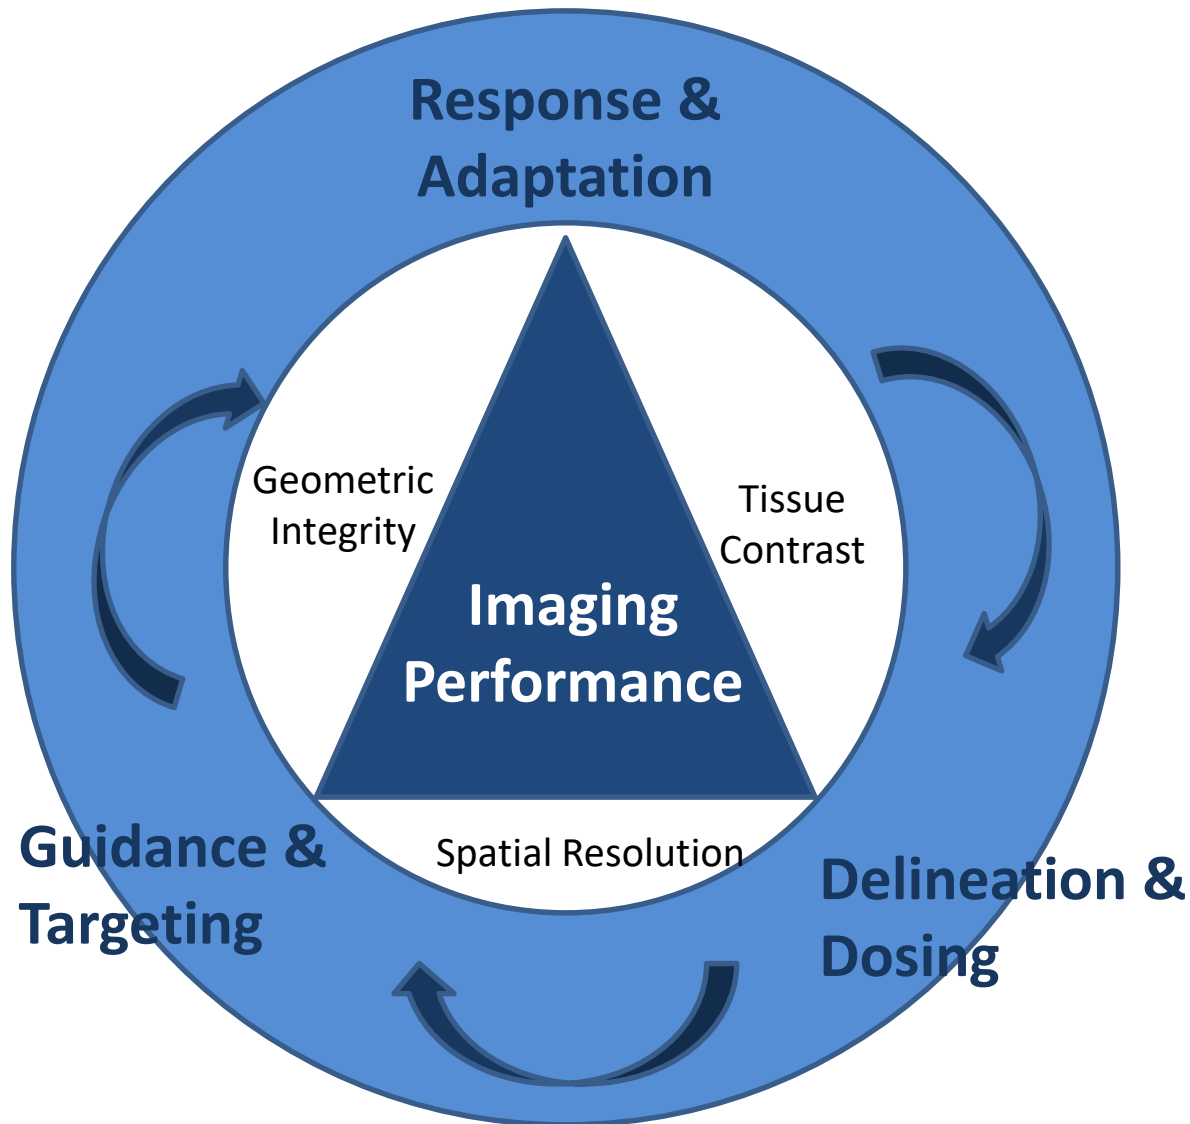 Response &
Adaptation
Geometric
Integrity
Tissue
Contrast
Imaging
Performance
Spatial Resolution
Guidance &
Targeting
Delineation &
Dosing